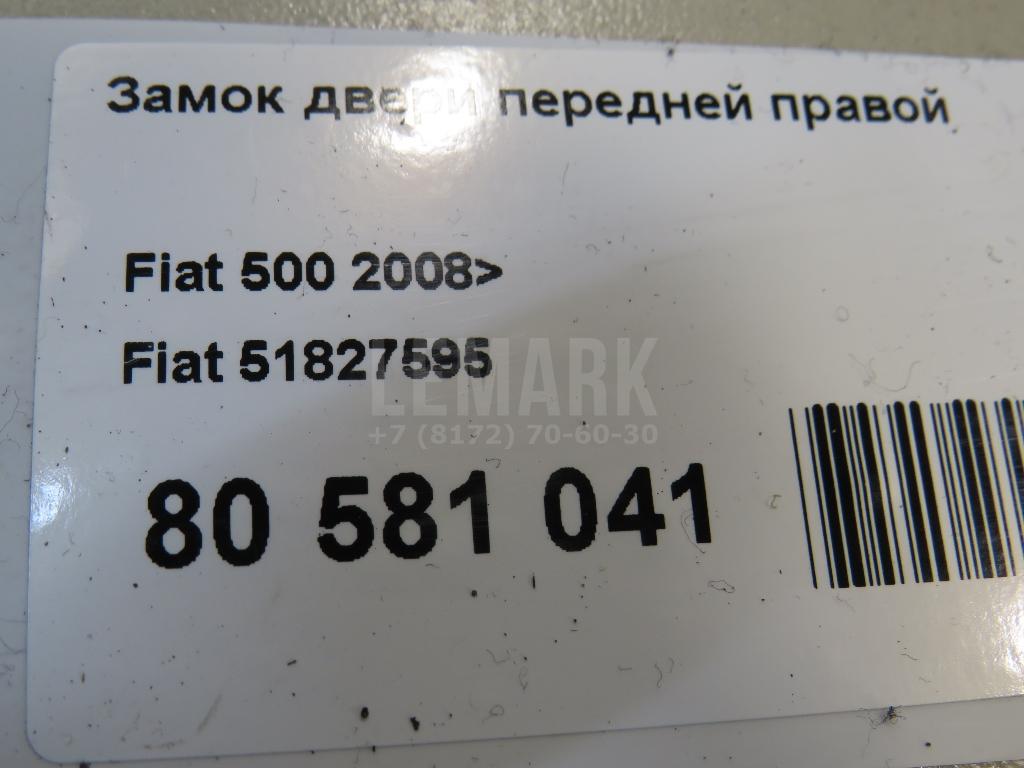 Замок двери передней правой
Fiat 500 2008>
Fiat 51827595
LEMARK
+7 (8172) 70-60-30
80 581 041